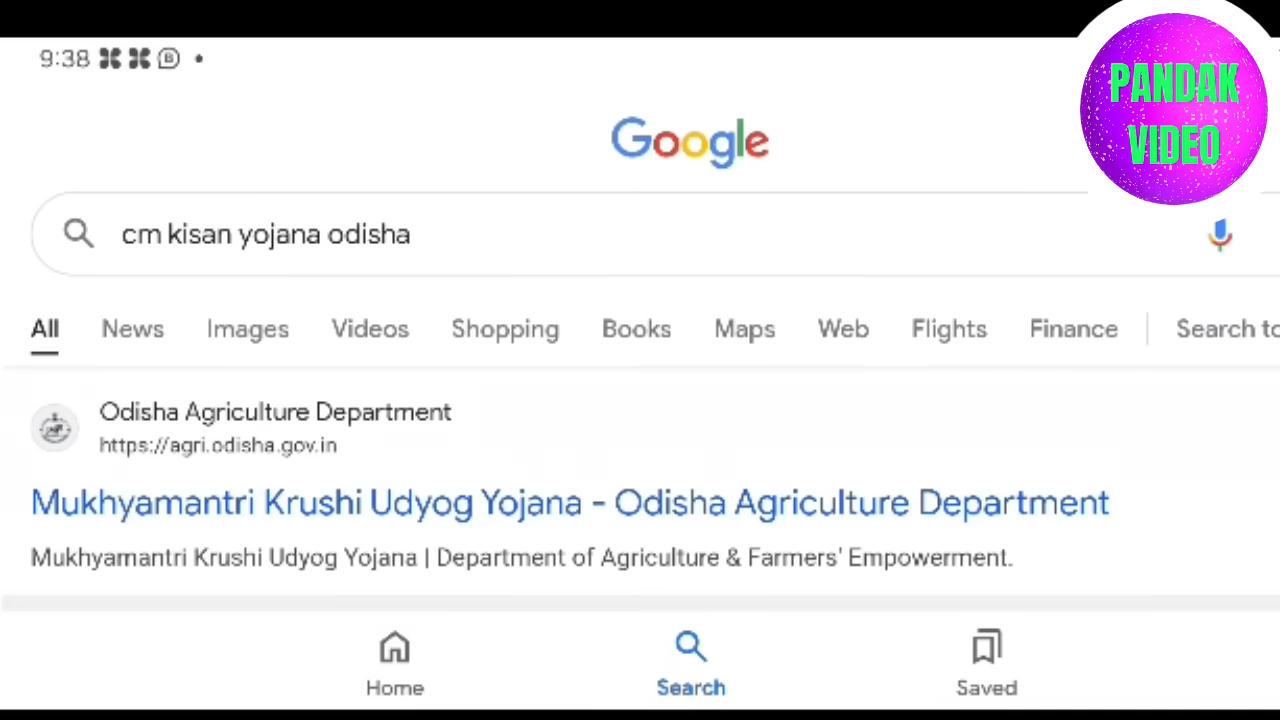 9:38
PANDAK
VIDEO
Google
cm kisan yojana odisha
All News Images Videos Shopping Books Maps Web Flights Finance Search
Odisha Agriculture Department
https://agri.odisha.gov.in
Mukhyamantri Krushi Udyog Yojana - Odisha Agriculture Department
Mukhyamantri Krushi Udyog Yojana | Department of Agriculture & Farmers' Empowerment.
Home Search Saved